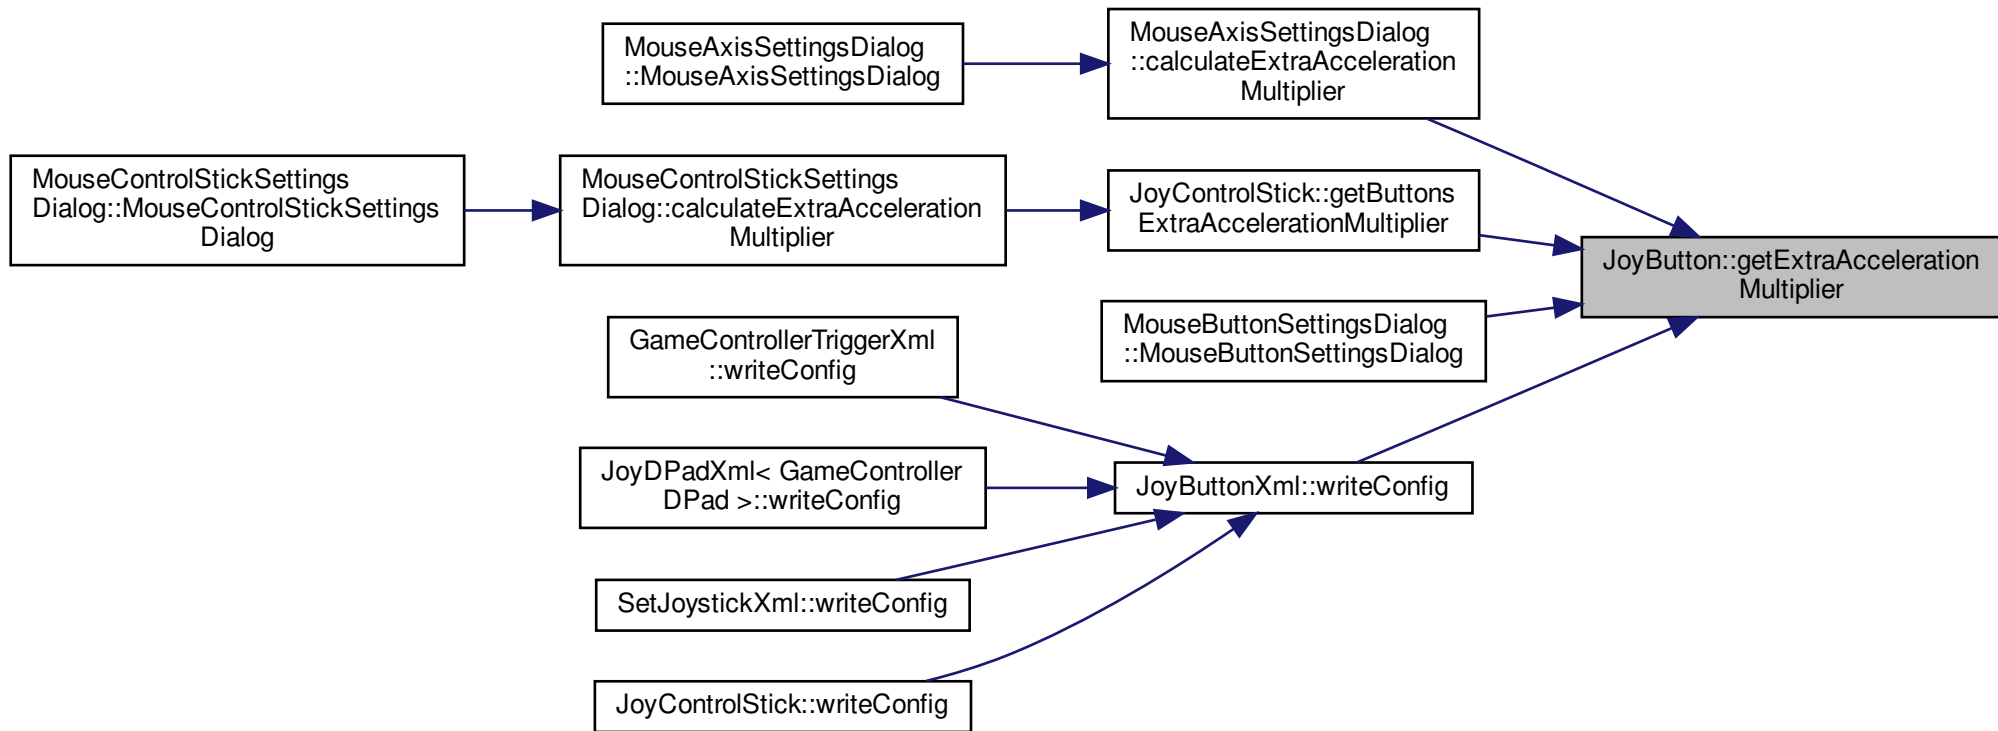 MouseAxisSettingsDialog
::MouseAxisSettingsDialog
MouseAxisSettingsDialog
::calculateExtraAcceleration
Multiplier
MouseControlStickSettings
Dialog::MouseControlStickSettings
Dialog
MouseControlStickSettings
Dialog::calculateExtraAcceleration
Multiplier
JoyControlStick::getButtons
ExtraAccelerationMultiplier
JoyButton::getExtraAcceleration
Multiplier
MouseButtonSettingsDialog
::MouseButtonSettingsDialog
GameControllerTriggerXml
::writeConfig
JoyDPadXml< GameController
DPad >::writeConfig
JoyButtonXml::writeConfig
SetJoystickXml::writeConfig
JoyControlStick::writeConfig